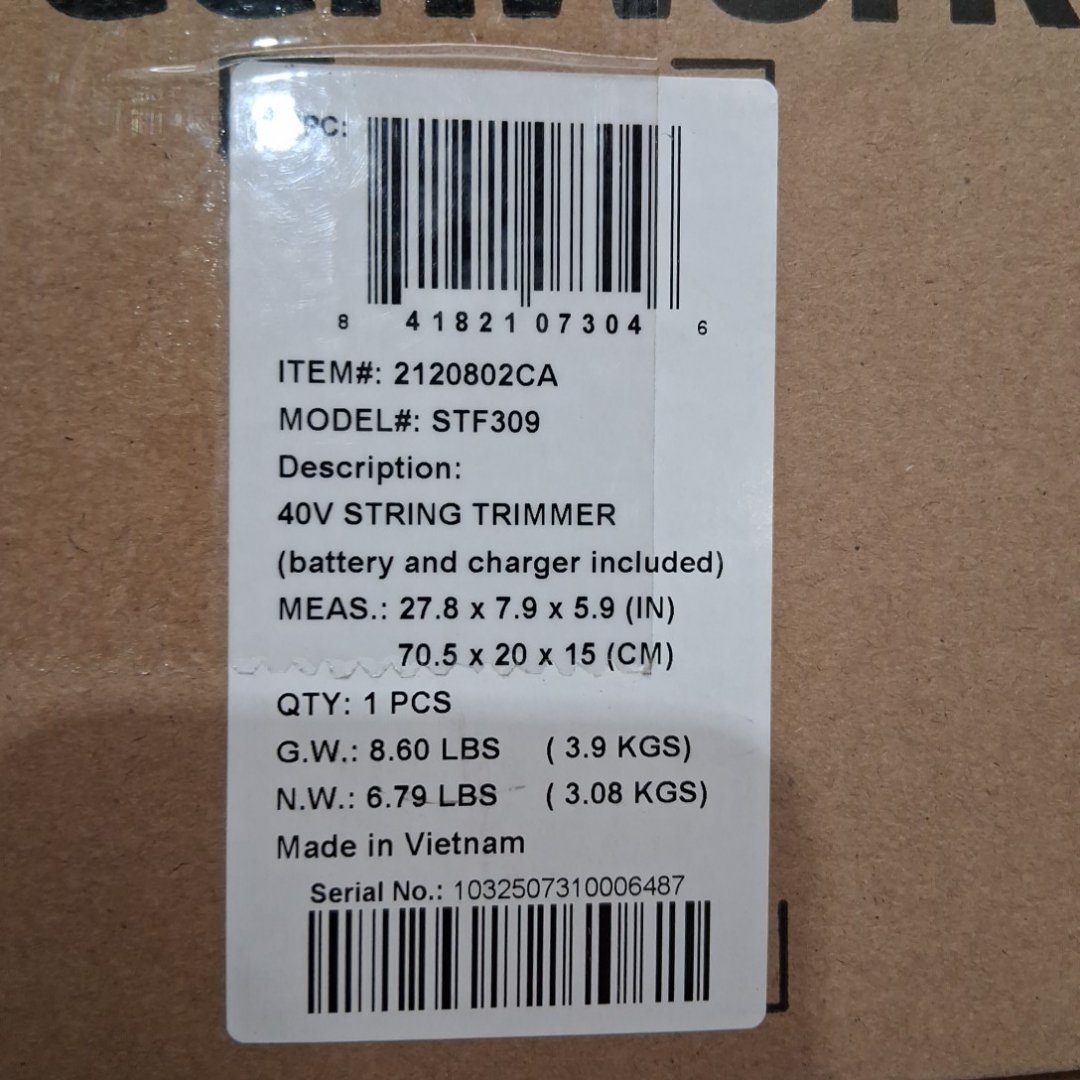 PC:
8 41821 07304 6
ITEM#: 2120802CA
MODEL#: STF309
Description:
40V STRING TRIMMER
(battery and charger included)
MEAS.: 27.8 x 7.9 x 5.9 (IN)
70.5 x 20 x 15 (CM)
QTY: 1 PCS
G.W.: 8.60 LBS ( 3.9 KGS)
N.W.: 6.79 LBS ( 3.08 KGS)
Made in Vietnam
Serial No.: 1032507310006487